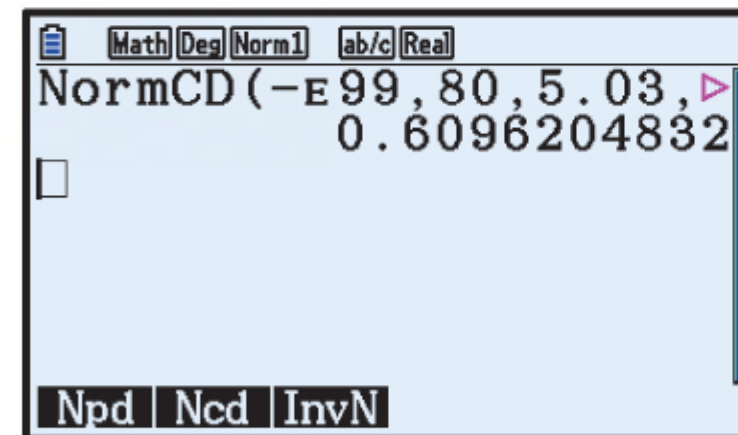 Math Deg Norm1 ab/c Real
NormCD(-E99,80,5.03,▷
0.6096204832
Npd Ncd InvN